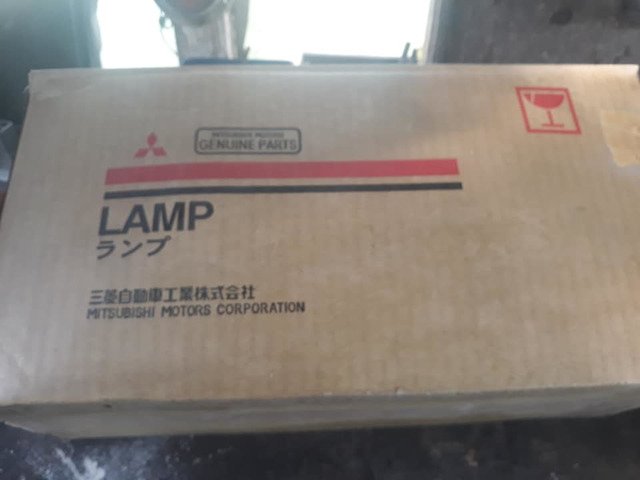 MITSUBISHI MOTORS
GENUINE PARTS
LAMP
ランプ
三菱自動車工業株式会社
MITSUBISHI MOTORS CORPORATION